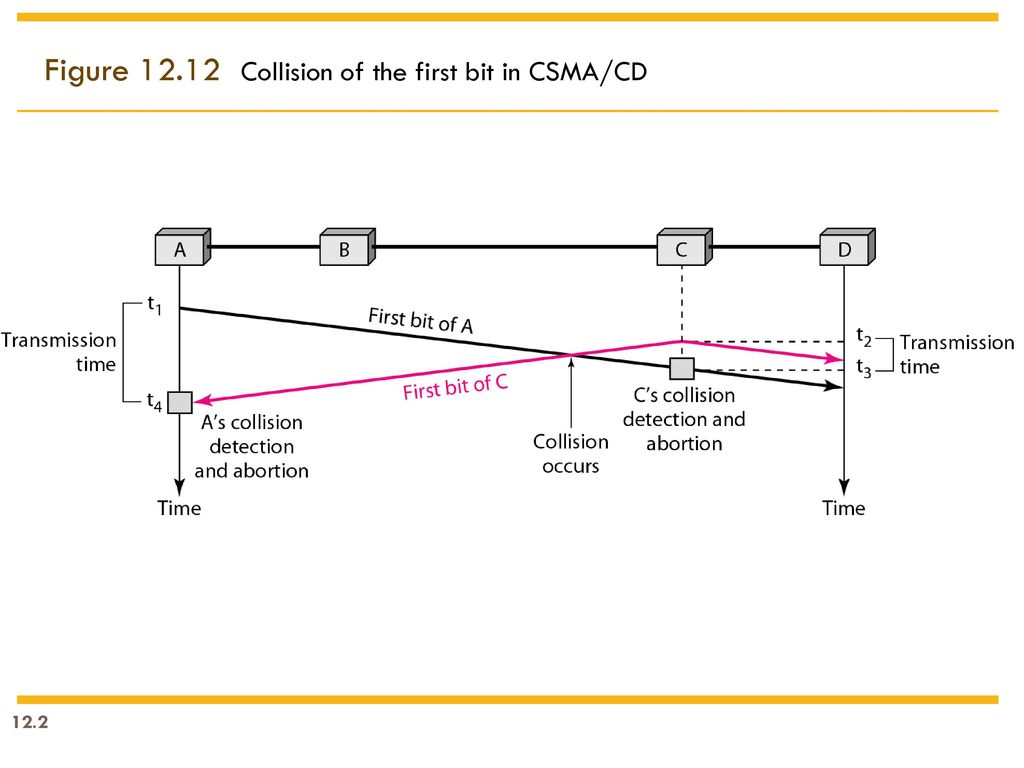 Figure 12.12 Collision of the first bit in CSMA/CD
A
B
C
D
t1
First bit of A
Transmission
time
t2
Transmission
time
t3
First bit of C
t4
A’s collision
detection
and abortion
Collision
occurs
C’s collision
detection and
abortion
Time
Time
12.2